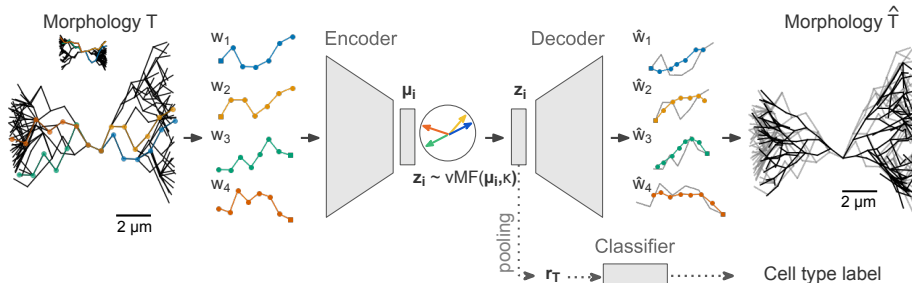 Morphology T
Encoder
Decoder
Morphology T̂
w₁
w₂
w₃
w₄
μᵢ
zᵢ ~ vMF(μᵢ,κ)
zᵢ
ŵ₁
ŵ₂
ŵ₃
ŵ₄
2 μm
2 μm
pooling
Classifier
r_T
Cell type label